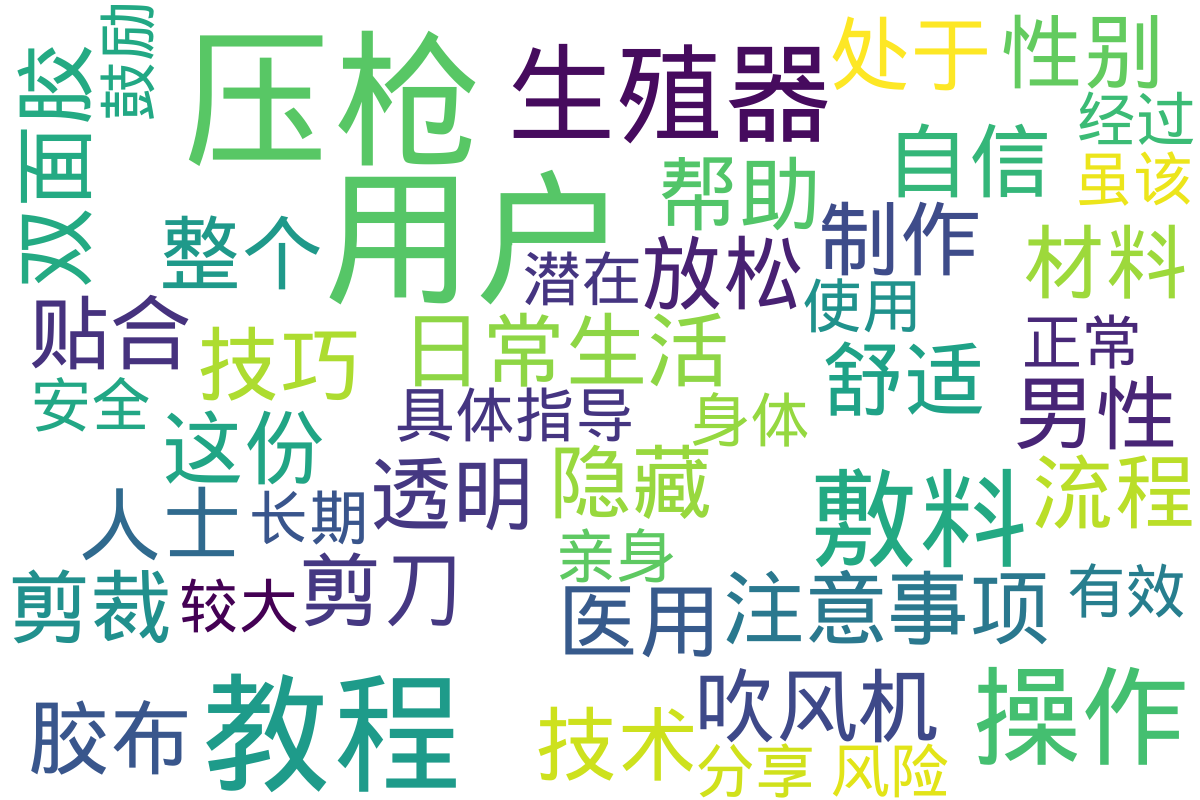 鼓励
双面胶
压枪
生殖器
处于
性别
经过
虽该
自信
帮助
用户
整个
制作
材料
潜在
放松
使用
贴合
技巧
日常生活
舒适
正常
安全
具体指导
身体
男性
这份
透明
隐藏
敷料
流程
人士
长期
亲身
剪裁
较大
剪刀
医用
注意事项
有效
胶布
教程
技术
吹风机
操作
分享
风险